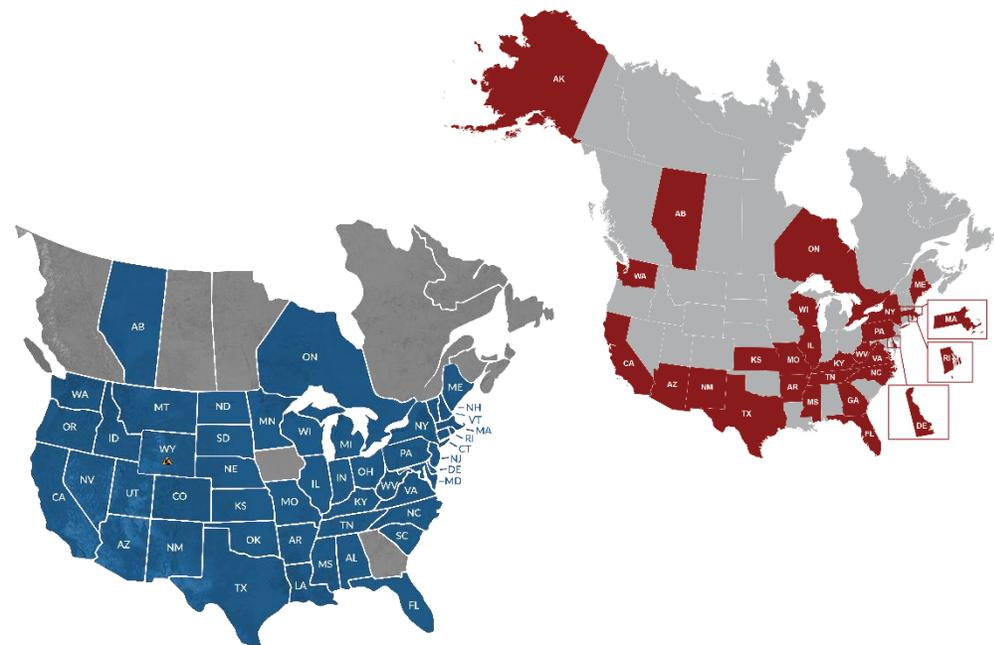 AB
ON
WA
MT
ND
MN
ME
OR
ID
WY
SD
WI
MI
NY
NH
VT
MA
RI
CT
NJ
DE
MD
NV
UT
CA
NE
CO
KS
IL
IN
OH
PA
MO
WV
VA
KY
NC
TN
AZ
NM
OK
AR
SC
MS
AL
TX
LA
FL
AK
AB
ON
WA
ME
CA
WI
NY
MA
PA
RI
IL
KS
MO
KY
WV
VA
TN
NC
AZ
NM
AR
MS
GA
TX
FL
DE